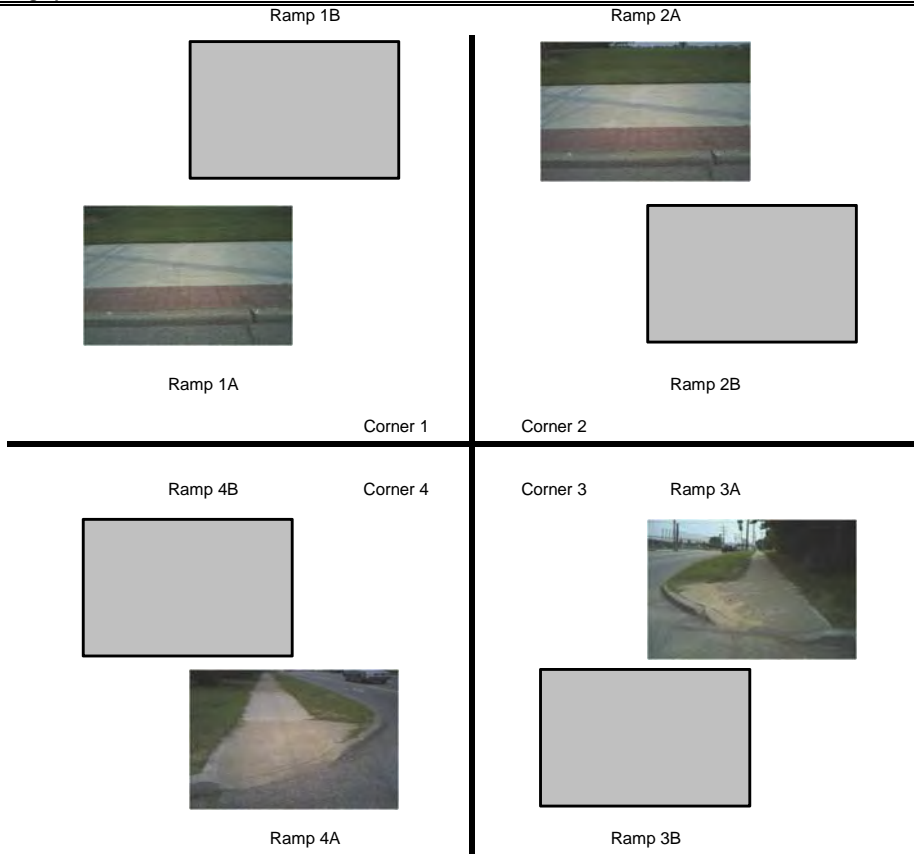 Ramp 1B
Ramp 2A
Ramp 1A
Ramp 2B
Corner 1
Corner 2
Ramp 4B
Corner 4
Corner 3
Ramp 3A
Ramp 4A
Ramp 3B